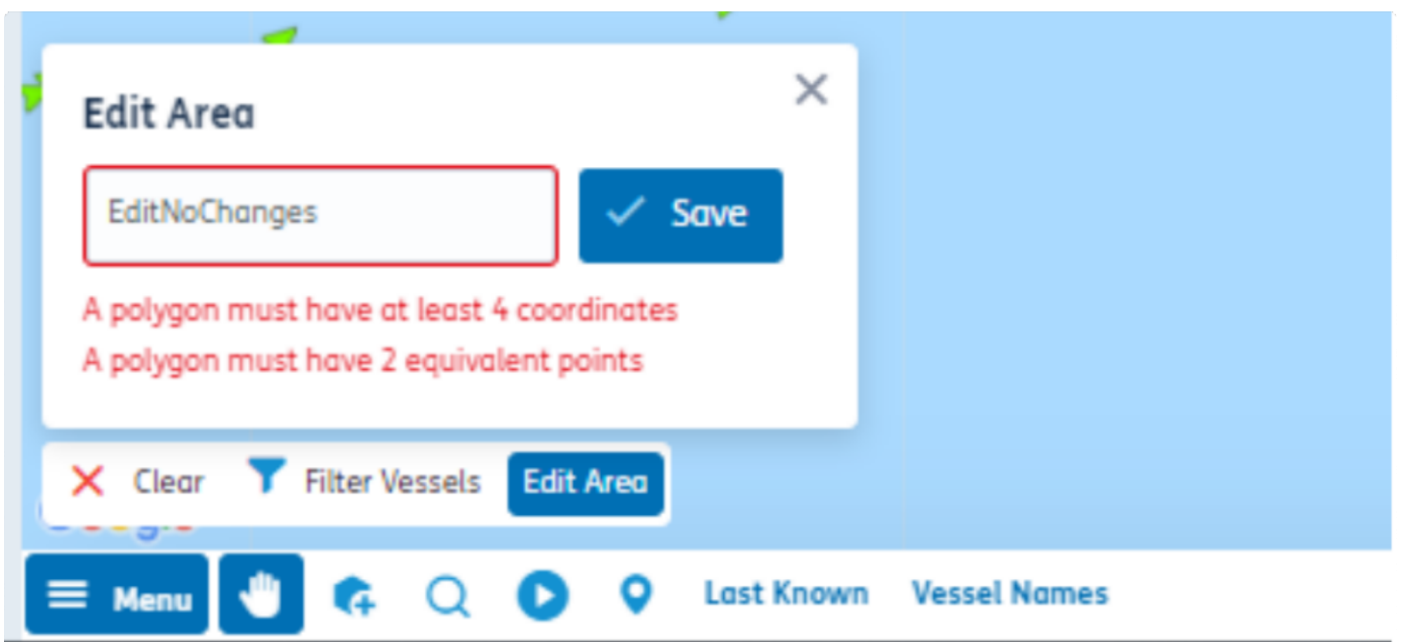 Edit Area
EditNoChanges
Save
A polygon must have at least 4 coordinates
A polygon must have 2 equivalent points
Clear Filter Vessels Edit Area
Menu Last Known Vessel Names